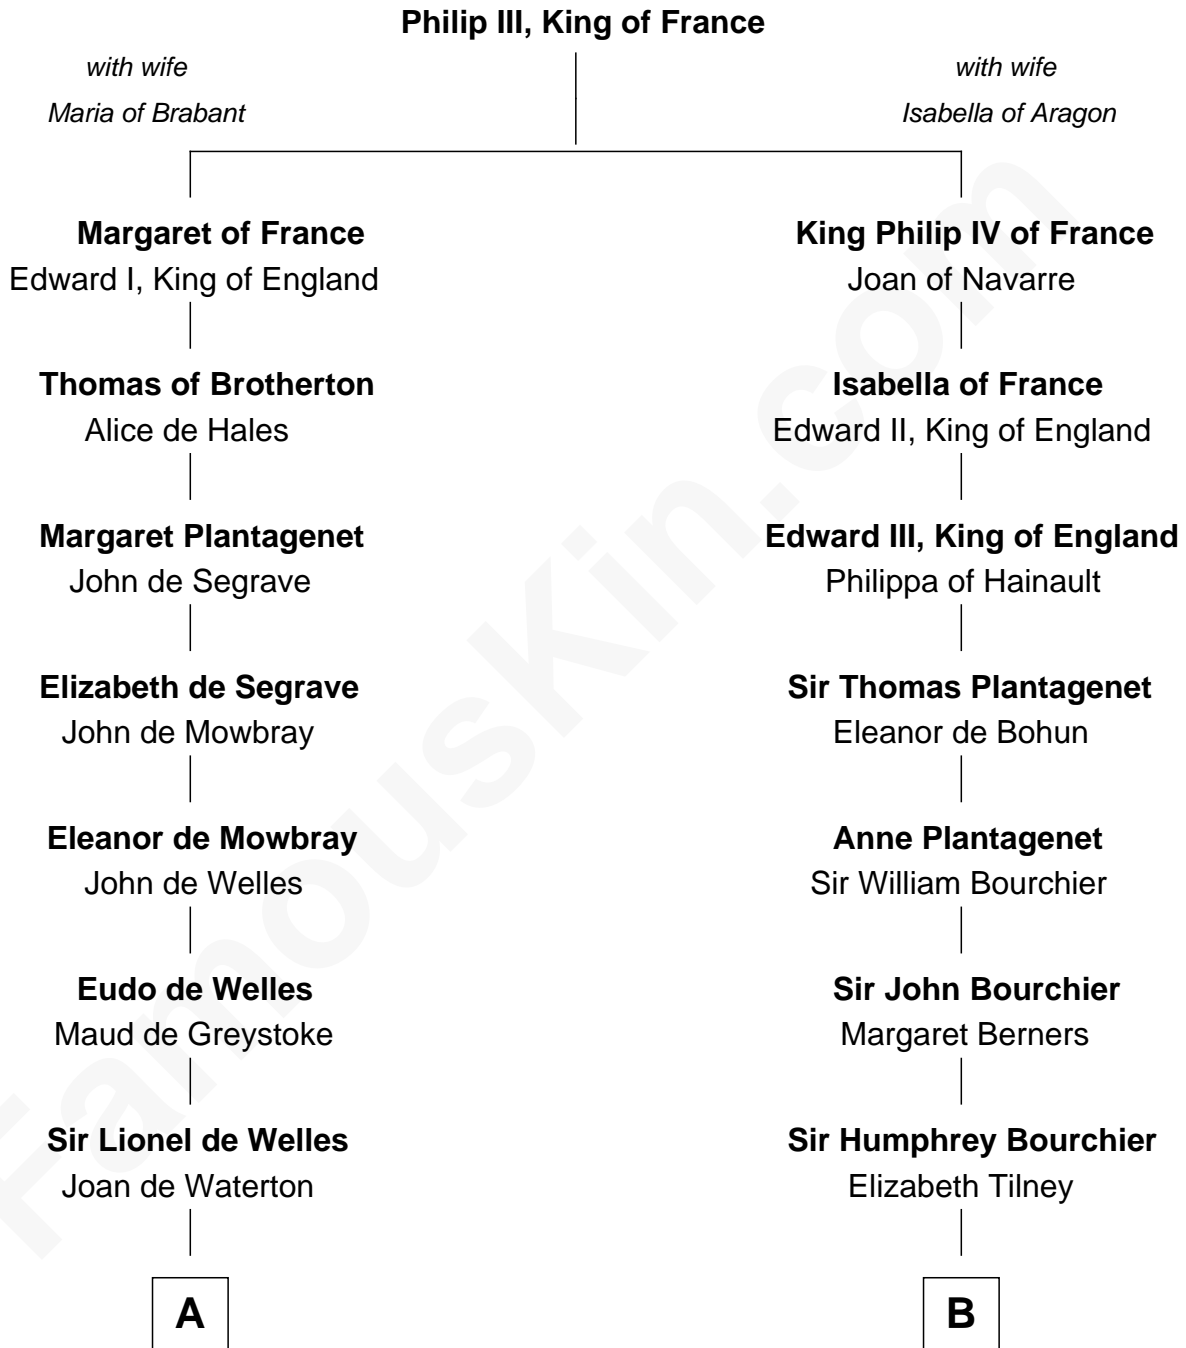 Philip III, King of France
with wife
Maria of Brabant
with wife
Isabella of Aragon
Margaret of France
Edward I, King of England
King Philip IV of France
Joan of Navarre
Thomas of Brotherton
Alice de Hales
Isabella of France
Edward II, King of England
Margaret Plantagenet
John de Segrave
Edward III, King of England
Philippa of Hainault
Elizabeth de Segrave
John de Mowbray
Sir Thomas Plantagenet
Eleanor de Bohun
Eleanor de Mowbray
John de Welles
Anne Plantagenet
Sir William Bourchier
Eudo de Welles
Maud de Greystoke
Sir John Bourchier
Margaret Berners
Sir Lionel de Welles
Joan de Waterton
Sir Humphrey Bourchier
Elizabeth Tilney
A
B
FamousKin.com